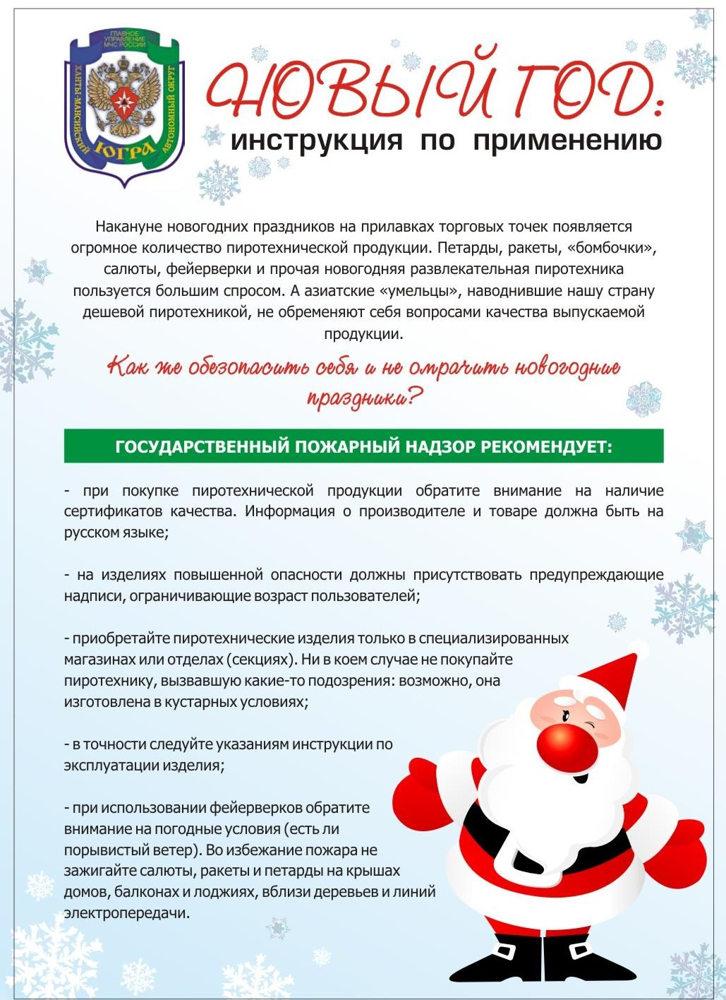 ГЛАВНОЕ
УПРАВЛЕНИЕ
МЧС РОССИИ
ХАНТЫ-МАНСИЙСКИЙ
АВТОНОМНЫЙ ОКРУГ
ЮГРА
НОВЫЙ ГОД:
инструкция по применению
Накануне новогодних праздников на прилавках торговых точек появляется
огромное количество пиротехнической продукции. Петарды, ракеты, «бомбочки»,
салюты, фейерверки и прочая новогодняя развлекательная пиротехника
пользуется большим спросом. А азиатские «умельцы», наводнившие нашу страну
дешевой пиротехникой, не обременяют себя вопросами качества выпускаемой
продукции.
Как же обезопасить себя и не омрачить новогодние
праздники?
ГОСУДАРСТВЕННЫЙ ПОЖАРНЫЙ НАДЗОР РЕКОМЕНДУЕТ:
- при покупке пиротехнической продукции обратите внимание на наличие
сертификатов качества. Информация о производителе и товаре должна быть на
русском языке;
- на изделиях повышенной опасности должны присутствовать предупреждающие
надписи, ограничивающие возраст пользователей;
- приобретайте пиротехнические изделия только в специализированных
магазинах или отделах (секциях). Ни в коем случае не покупайте
пиротехнику, вызвавшую какие-то подозрения: возможно, она
изготовлена в кустарных условиях;
- в точности следуйте указаниям инструкции по
эксплуатации изделия;
- при использовании фейерверков обратите
внимание на погодные условия (есть ли
порывистый ветер). Во избежание пожара не
зажигайте салюты, ракеты и петарды на крышах
домов, балконах и лоджиях, вблизи деревьев и линий
электропередачи.